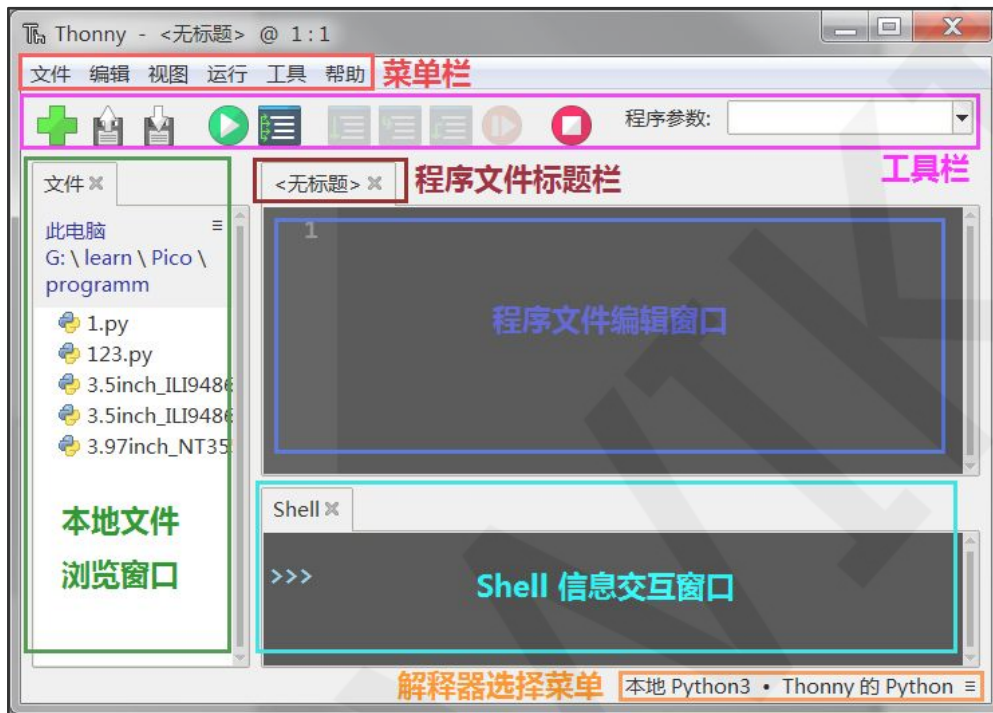 Thonny - <无标题> @ 1 : 1
文件 编辑 视图 运行 工具 帮助 菜单栏
程序参数:
工具栏
文件
<无标题> 程序文件标题栏
此电脑
G: \ learn \ Pico \
programm
1.py
123.py
3.5inch_ILI9486
3.5inch_ILI9486
3.97inch_NT35
本地文件
浏览窗口
1
程序文件编辑窗口
Shell
>>>
Shell 信息交互窗口
解释器选择菜单 本地 Python3 • Thonny 的 Python ≡